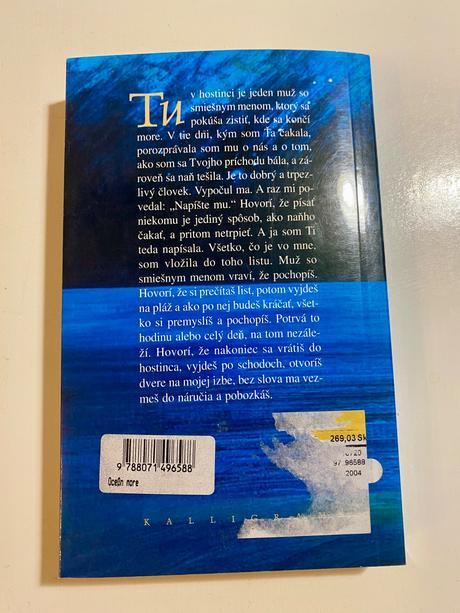 Tu v hostinci je jeden muž so
smiešnym menom, ktorý sa
pokúša zistiť, kde sa končí
more. V tie dni, kým som Ťa čakala,
porozprávala som mu o nás a o tom,
ako som sa Tvojho príchodu bála, a zá-
roveň ša naň tešila. Je to dobrý a trpez-
livý človek. Vypočul ma. A raz mi po-
vedal: „Napíšte mu.“ Hovorí, že písať
niekomu je jediný spôsob, ako naňho
čakať, a pritom netrpieť. A ja som Ti
teda napísala. Všetko, čo je vo mne,
som vložila do toho listu. Muž so
smiešnym menom vraví, že pochopíš.
Hovorí, že si prečítaš list, potom vyjdeš
na pláž a ako po nej budeš kráčať, všet-
ko si premyslíš a pochopíš. Potrvá to
hodinu alebo celý deň, na tom nezále-
ží. Hovorí, že nakoniec sa vrátiš do
hostinca, vyjdeš po schodoch, otvoríš
dvere na mojej izbe, bez slova ma vez-
meš do náručia a pobozkáš.
269,03 Sk
2004
9 788071 496588
Oceán more